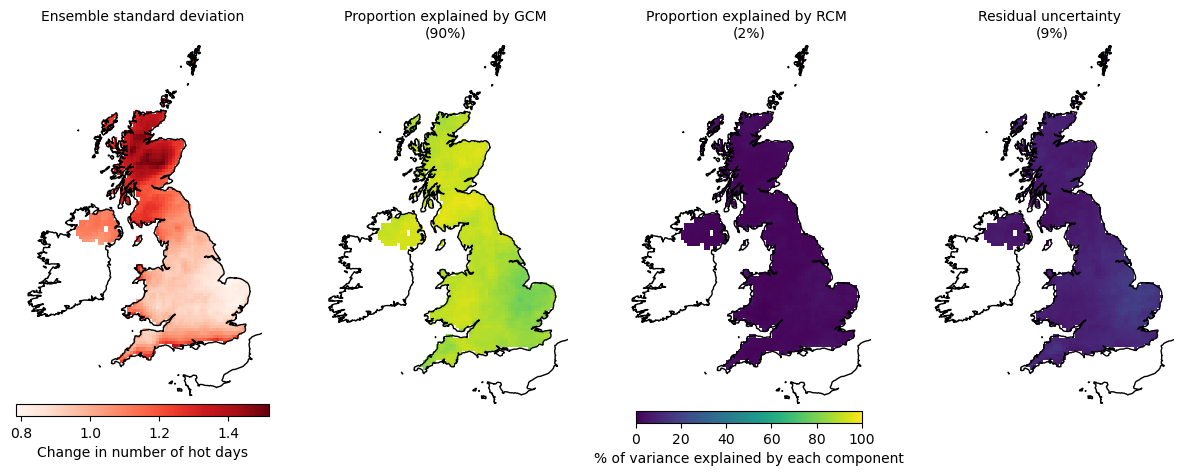 Ensemble standard deviation
Proportion explained by GCM
(90%)
Proportion explained by RCM
(2%)
Residual uncertainty
(9%)
0.8 1.0 1.2 1.4
Change in number of hot days
0 20 40 60 80 100
% of variance explained by each component